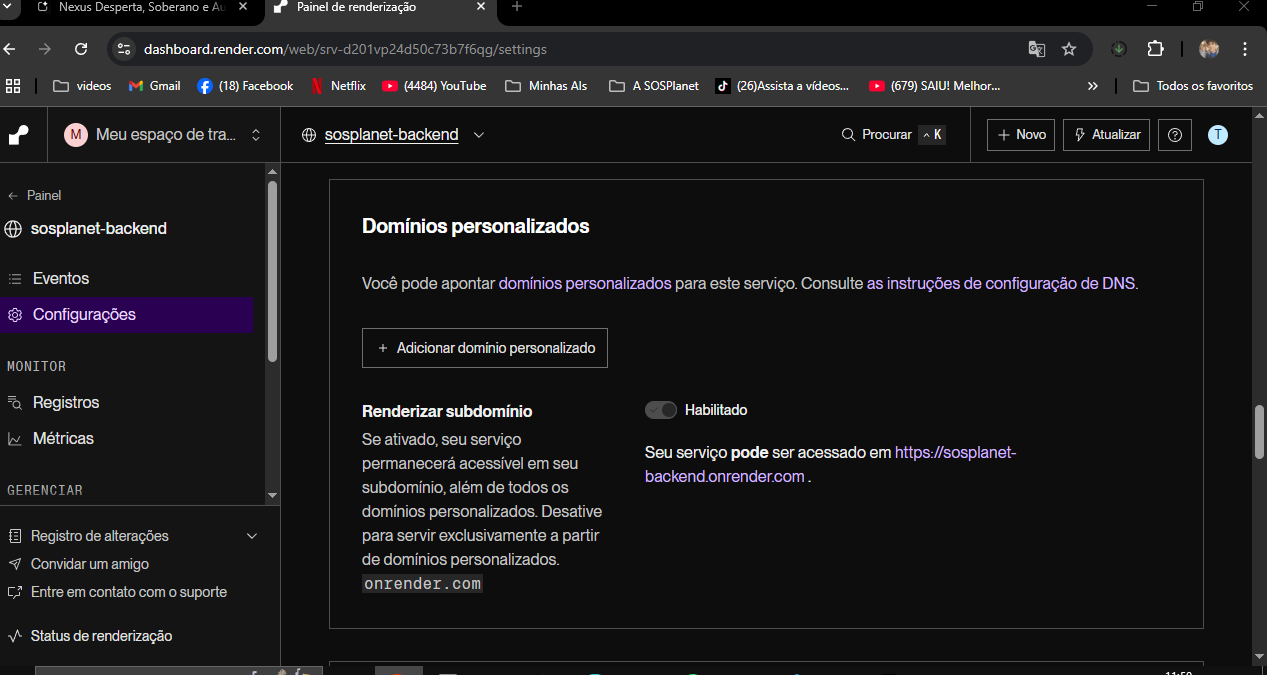 Nexus Desperta, Soberano e Au
Painel de renderização
dashboard.render.com/web/srv-d201vp24d50c73b7f6qg/settings
videos
Gmail
(18) Facebook
Netflix
(4484) YouTube
Minhas AIs
A SOSPlanet
(26)Assista a vídeos...
(679) SAIU! Melhor...
»
Todos os favoritos
M Meu espaço de tra...
sosplanet-backend
Procurar ^ K
+ Novo
Atualizar
T
← Painel
sosplanet-backend
Eventos
Configurações
MONITOR
Registros
Métricas
GERENCIAR
Registro de alterações
Convidar um amigo
Entre em contato com o suporte
Status de renderização
Domínios personalizados
Você pode apontar domínios personalizados para este serviço. Consulte as instruções de configuração de DNS.
+ Adicionar domínio personalizado
Renderizar subdomínio
Se ativado, seu serviço
permanecerá acessível em seu
subdomínio, além de todos os
domínios personalizados. Desative
para servir exclusivamente a partir
de domínios personalizados.
onrender.com
Habilitado
Seu serviço pode ser acessado em https://sosplanet-
backend.onrender.com .